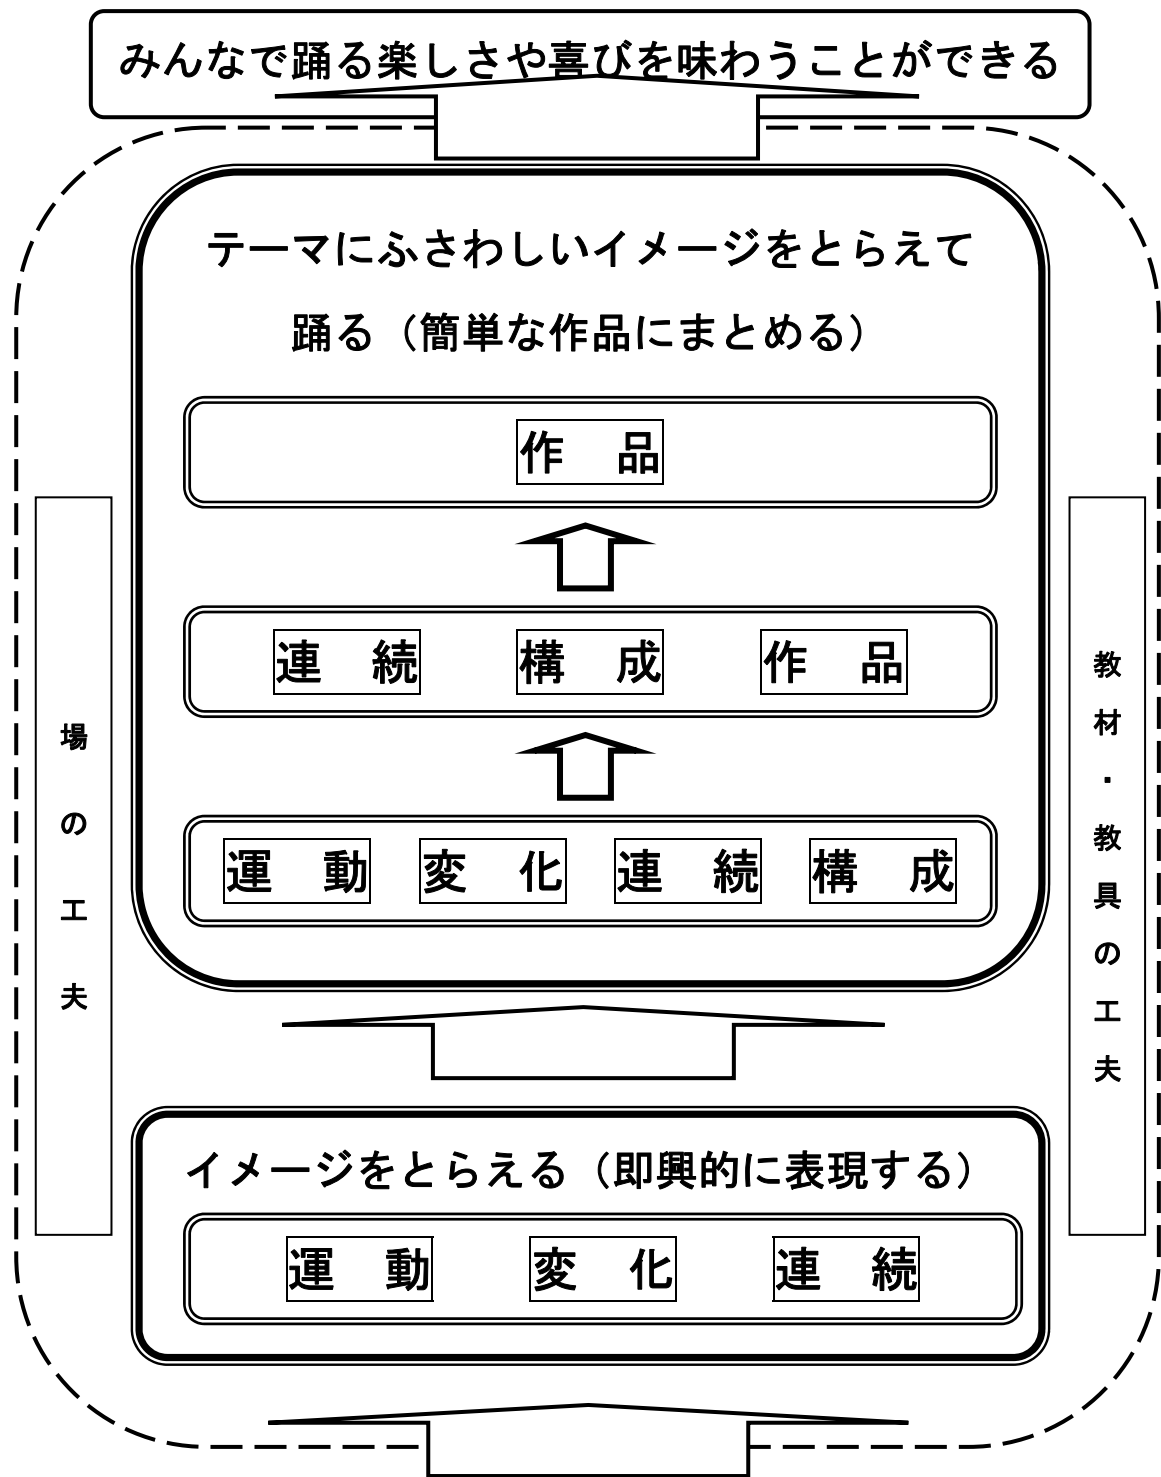 みんなで踊る楽しさや喜びを味わうことができる
テーマにふさわしいイメージをとらえて
踊る（簡単な作品にまとめる）
作　品
連　続　構　成　作　品
運　動　変　化　連　続　構　成
場の工夫
教材・教具の工夫
イメージをとらえる（即興的に表現する）
運　動　変　化　連　続